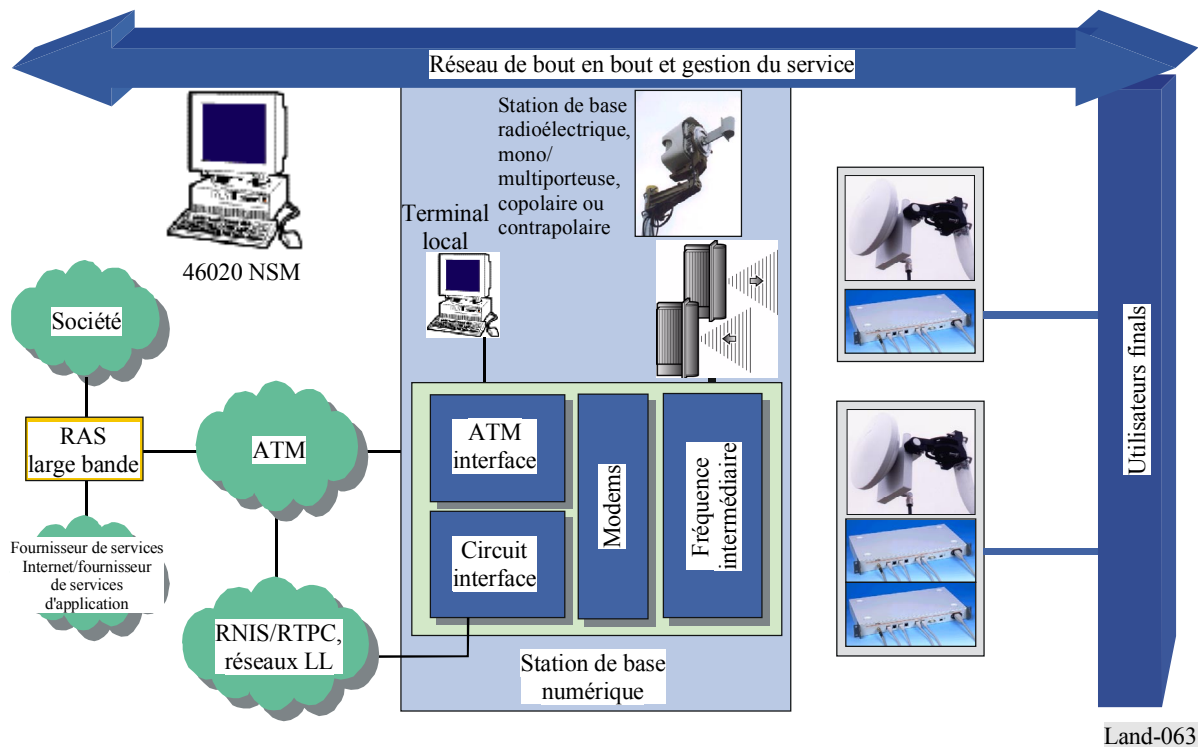 Réseau de bout en bout et gestion du service
Station de base
radioélectrique,
mono/
multiporteuse,
copolaire ou
contrapolaire
Terminal
local
46020 NSM
Société
RAS
large bande
ATM
Fournisseur de services
Internet/fournisseur
de services
d'application
RNIS/RTPC,
réseaux LL
ATM
interface
Circuit
interface
Modems
Fréquence
intermédiaire
Station de base
numérique
Utilisateurs finals
Land-063